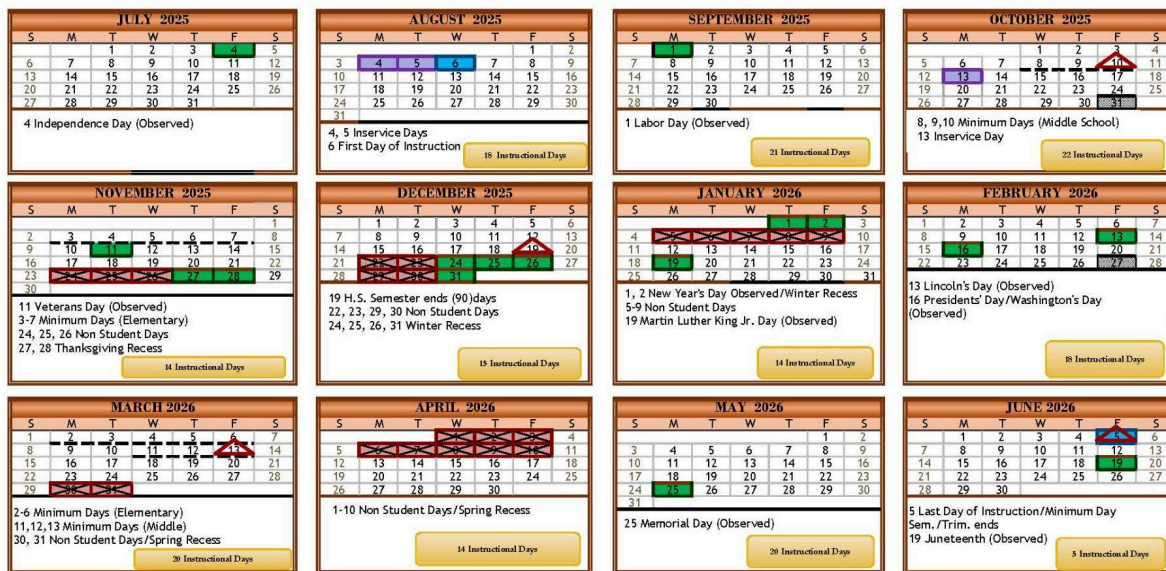 JULY 2025
S M T W T F S
1 2 3 4 5
6 7 8 9 10 11 12
13 14 15 16 17 18 19
20 21 22 23 24 25 26
27 28 29 30 31
4 Independence Day (Observed)
AUGUST 2025
S M T W T F S
1 2
3 4 5 6 7 8 9
10 11 12 13 14 15 16
17 18 19 20 21 22 23
24 25 26 27 28 29 30
31
4, 5 Inservice Days
6 First Day of Instruction
18 Instructional Days
SEPTEMBER 2025
S M T W T F S
1 2 3 4 5 6
7 8 9 10 11 12 13
14 15 16 17 18 19 20
21 22 23 24 25 26 27
28 29 30
1 Labor Day (Observed)
21 Instructional Days
OCTOBER 2025
S M T W T F S
1 2 3 4
5 6 7 8 9 10 11
12 13 14 15 16 17 18
19 20 21 22 23 24 25
26 27 28 29 30 31
8, 9,10 Minimum Days (Middle School)
13 Inservice Day
22 Instructional Days
NOVEMBER 2025
S M T W T F S
1
2 3 4 5 6 7 8
9 10 11 12 13 14 15
16 17 18 19 20 21 22
23 24 25 26 27 28 29
30
11 Veterans Day (Observed)
3-7 Minimum Days (Elementary)
24, 25, 26 Non Student Days
27, 28 Thanksgiving Recess
14 Instructional Days
DECEMBER 2025
S M T W T F S
1 2 3 4 5 6
7 8 9 10 11 12 13
14 15 16 17 18 19 20
21 22 23 24 25 26 27
28 29 30 31
19 H.S. Semester ends (90)days
22, 23, 29, 30 Non Student Days
24, 25, 26, 31 Winter Recess
15 Instructional Days
JANUARY 2026
S M T W T F S
1 2 3
4 5 6 7 8 9 10
11 12 13 14 15 16 17
18 19 20 21 22 23 24
25 26 27 28 29 30 31
1, 2 New Year's Day Observed/Winter Recess
5-9 Non Student Days
19 Martin Luther King Jr. Day (Observed)
14 Instructional Days
FEBRUARY 2026
S M T W T F S
1 2 3 4 5 6 7
8 9 10 11 12 13 14
15 16 17 18 19 20 21
22 23 24 25 26 27 28
13 Lincoln's Day (Observed)
16 Presidents' Day/Washington's Day
(Observed)
18 Instructional Days
MARCH 2026
S M T W T F S
1 2 3 4 5 6 7
8 9 10 11 12 13 14
15 16 17 18 19 20 21
22 23 24 25 26 27 28
29 30 31
2-6 Minimum Days (Elementary)
11,12,13 Minimum Days (Middle)
30, 31 Non Student Days/Spring Recess
20 Instructional Days
APRIL 2026
S M T W T F S
1 2 3 4
5 6 7 8 9 10 11
12 13 14 15 16 17 18
19 20 21 22 23 24 25
26 27 28 29 30
1-10 Non Student Days/Spring Recess
14 Instructional Days
MAY 2026
S M T W T F S
1 2
3 4 5 6 7 8 9
10 11 12 13 14 15 16
17 18 19 20 21 22 23
24 25 26 27 28 29 30
31
25 Memorial Day (Observed)
20 Instructional Days
JUNE 2026
S M T W T F S
1 2 3 4 5 6
7 8 9 10 11 12 13
14 15 16 17 18 19 20
21 22 23 24 25 26 27
28 29 30
5 Last Day of Instruction/Minimum Day
Sem./Trim. ends
19 Juneteenth (Observed)
5 Instructional Days